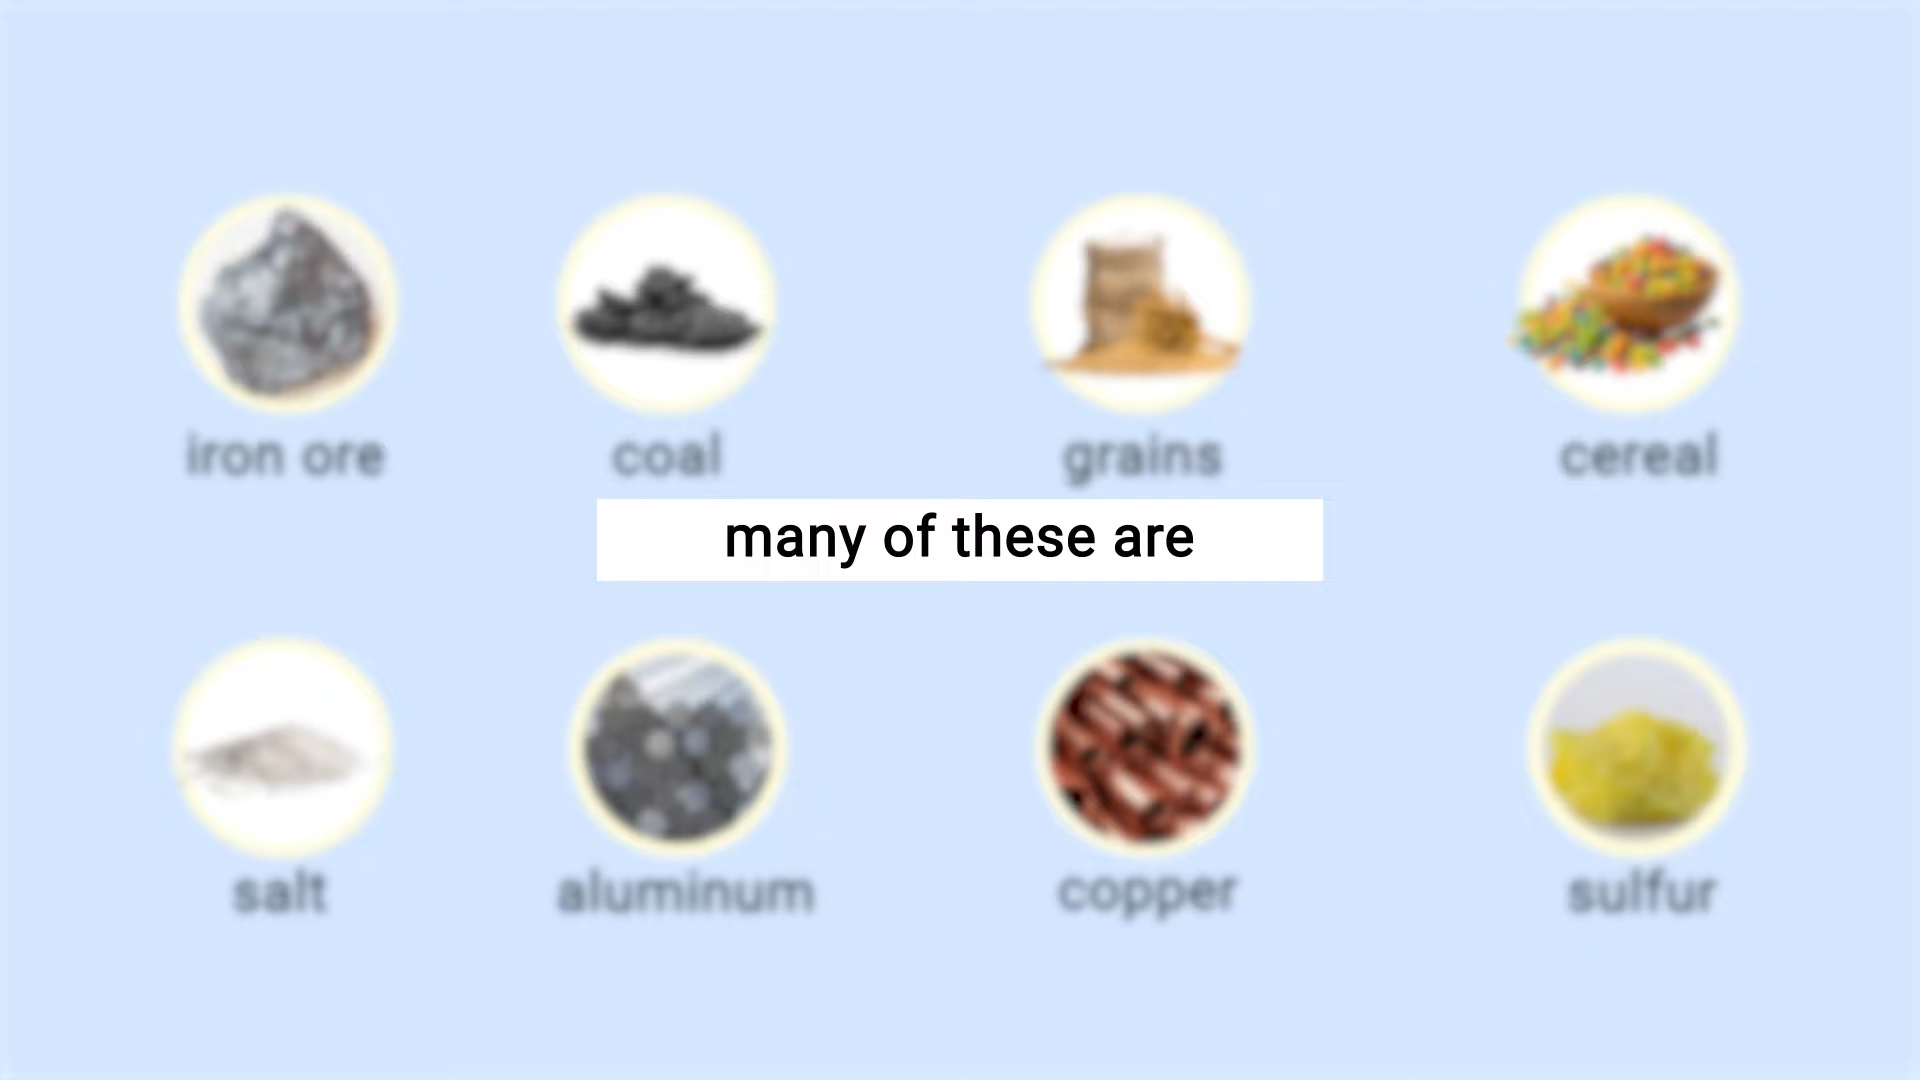 iron ore
coal
grains
cereal
many of these are
salt
aluminum
copper
sulfur